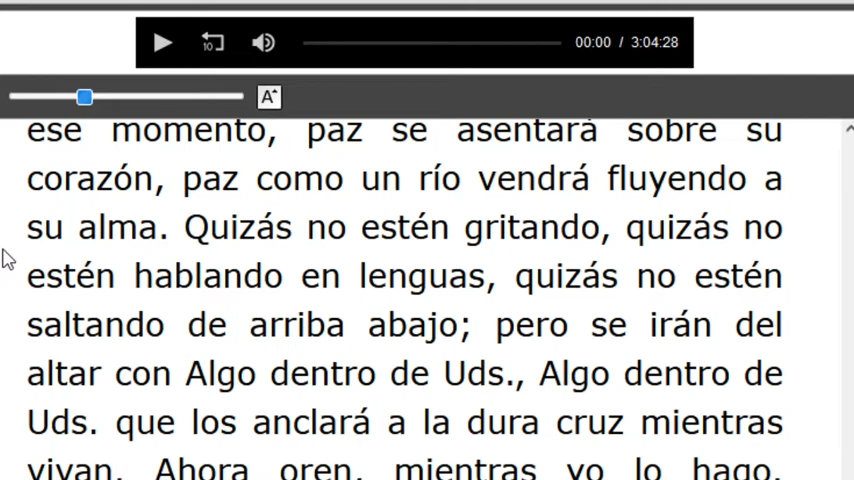 10
00:00 / 3:04:28
A
ese momento, paz se asentará sobre su
corazón, paz como un río vendrá fluyendo a
su alma. Quizás no estén gritando, quizás no
estén hablando en lenguas, quizás no estén
saltando de arriba abajo; pero se irán del
altar con Algo dentro de Uds., Algo dentro de
Uds. que los anclará a la dura cruz mientras
vivan. Ahora oren, mientras yo lo hago.